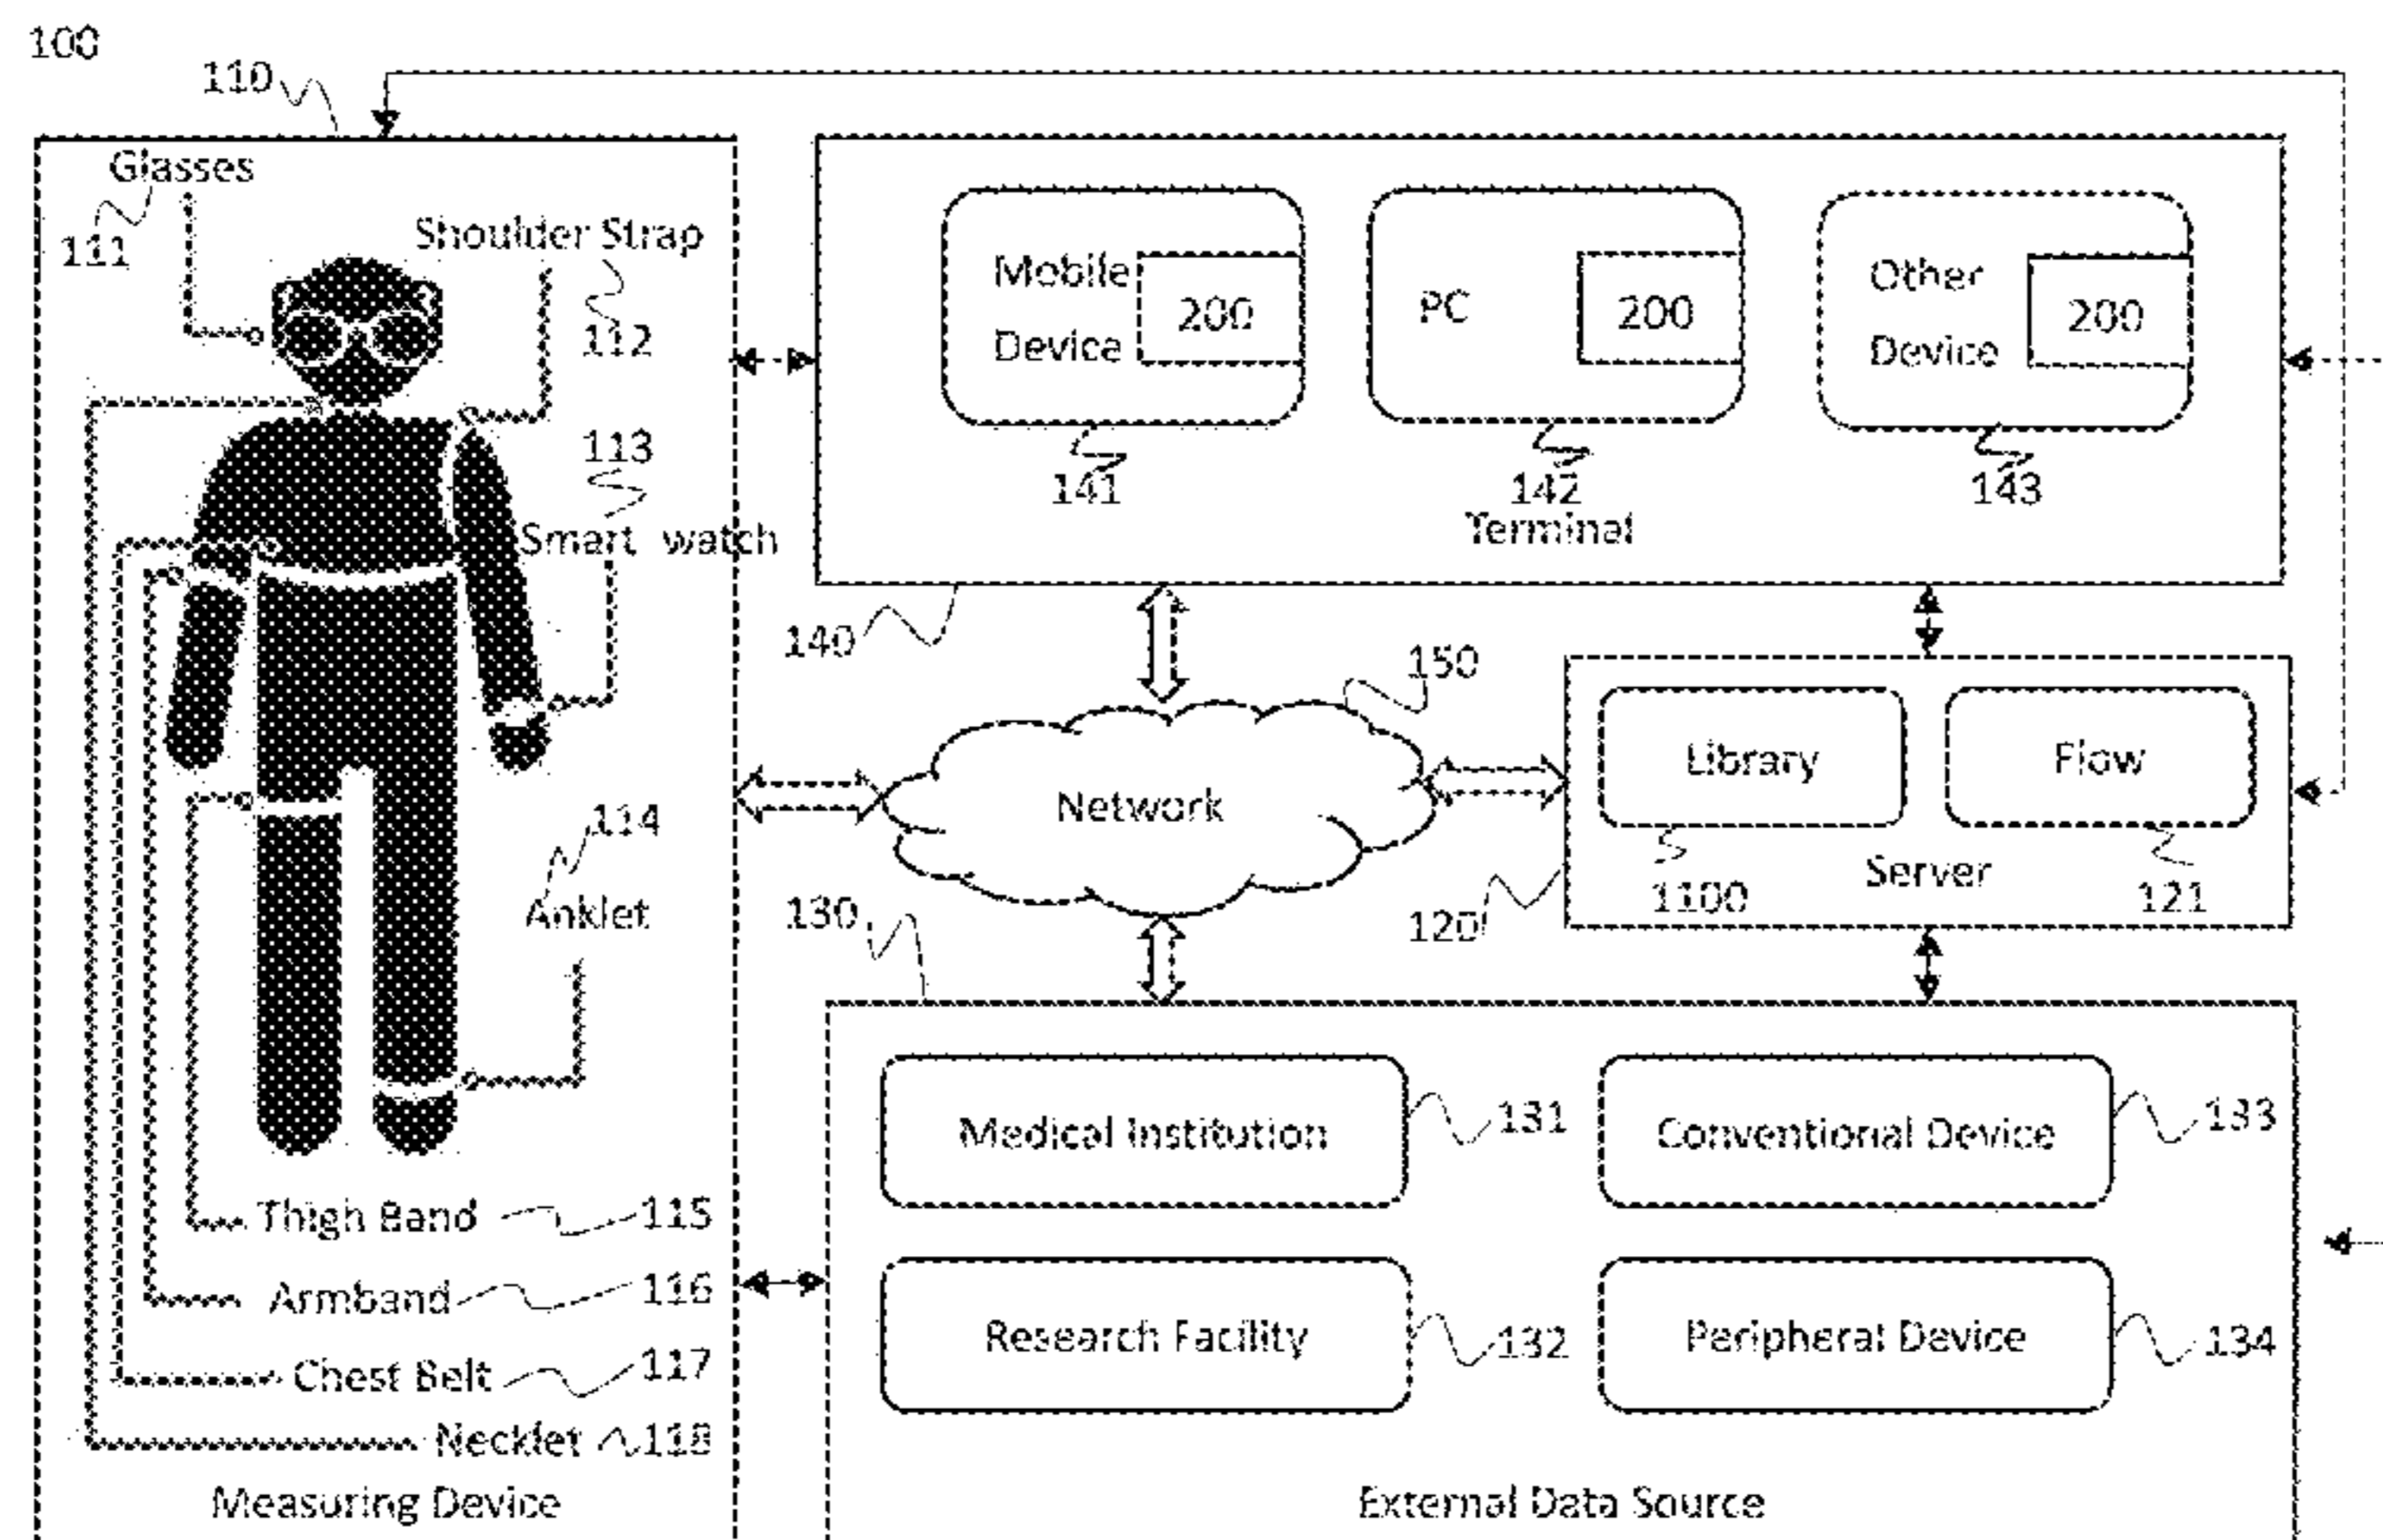 100
110
Glasses
111
Shoulder Strap
112
113
Smart watch
114
Anklet
Thigh Band 115
Armband 116
Chest Belt 117
Necklet 118
Measuring Device
Mobile
Device
200
PC
200
Other
Device
200
141
142
143
Terminal
140
150
Network
Library
Flow
1100
Server
121
120
130
Medical Institution
131
Conventional Device
133
Research Facility
132
Peripheral Device
134
External Data Source